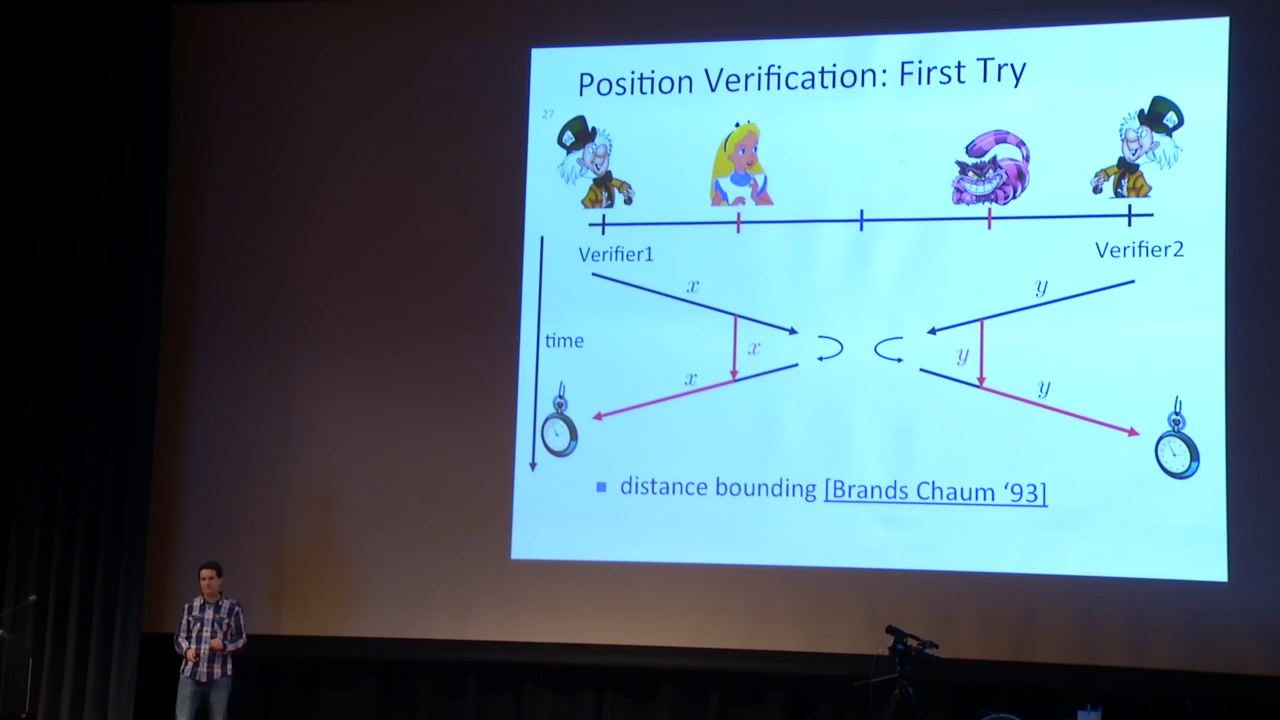 Position Verification: First Try
27
Verifier1
Verifier2
x
y
time
x
y
x
y
▪ distance bounding [Brands Chaum ‘93]